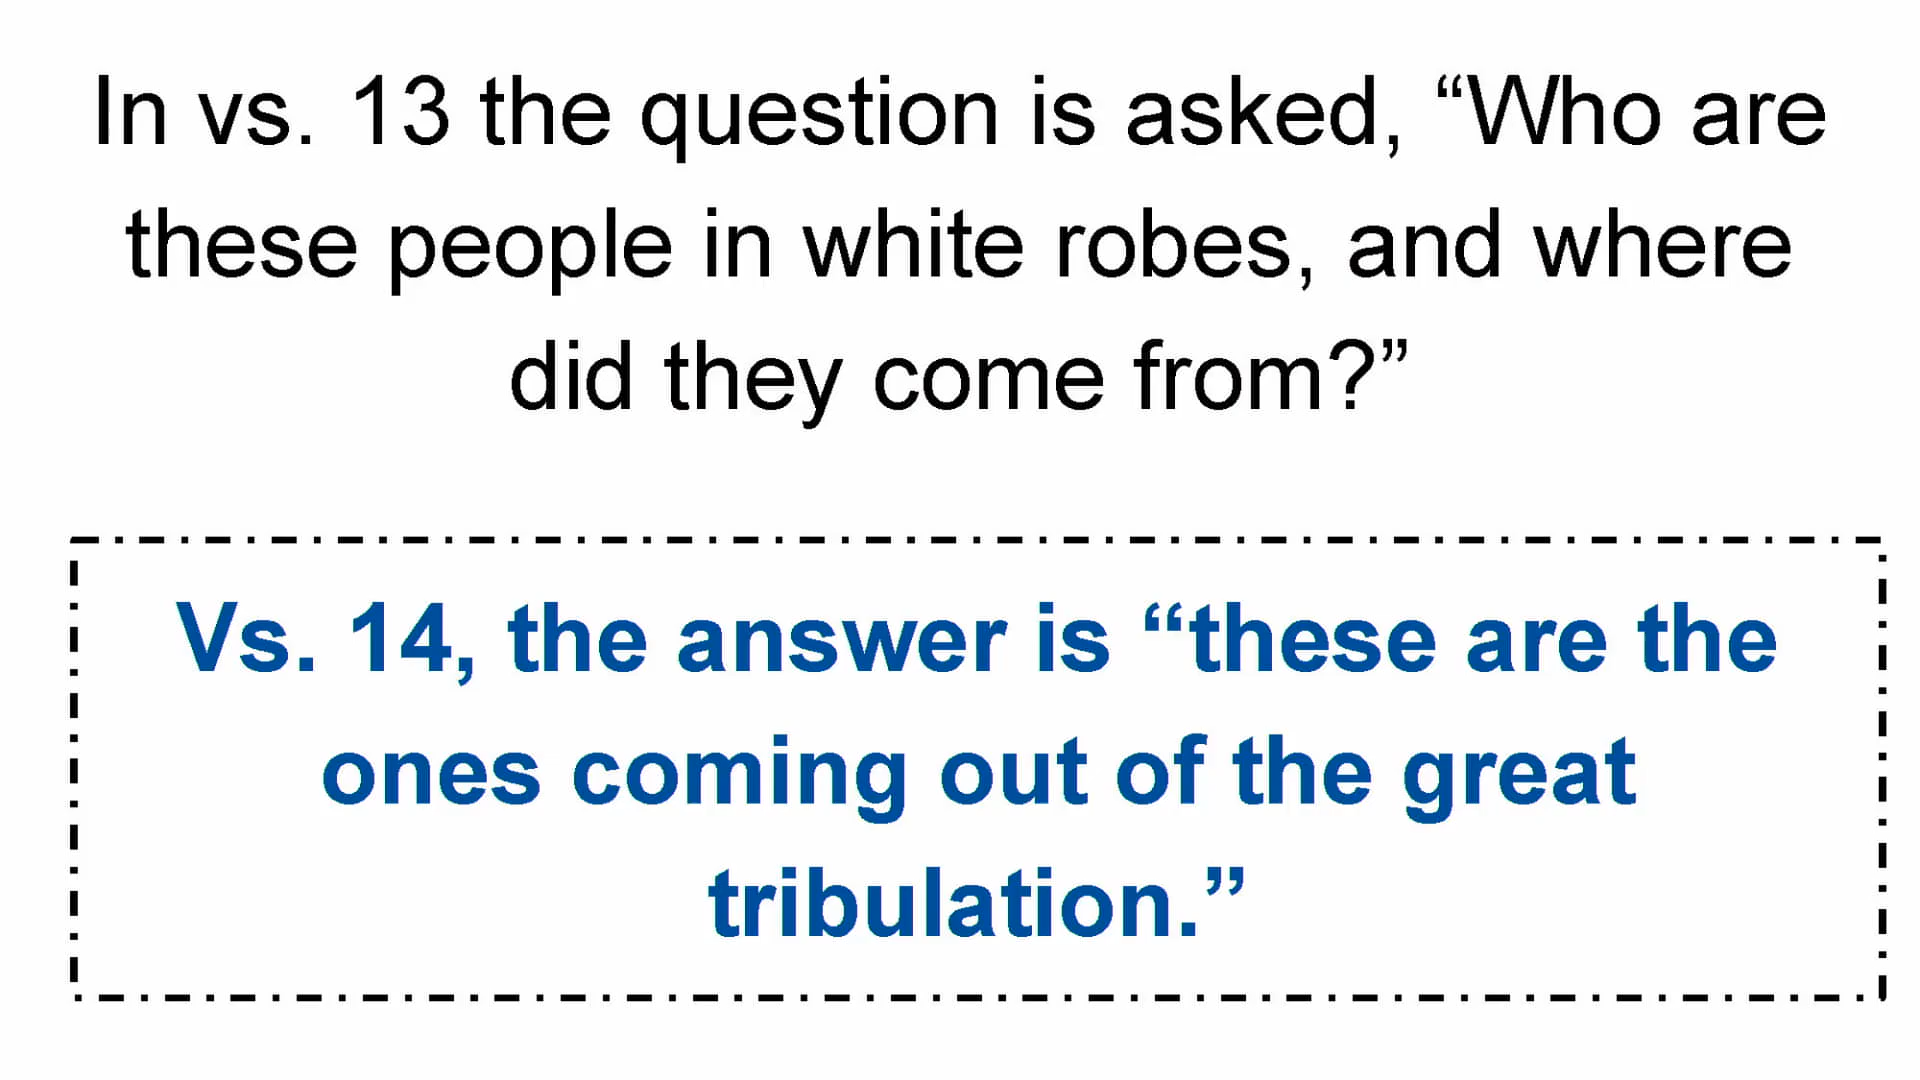 In vs. 13 the question is asked, “Who are
these people in white robes, and where
did they come from?”
Vs. 14, the answer is “these are the
ones coming out of the great
tribulation.”